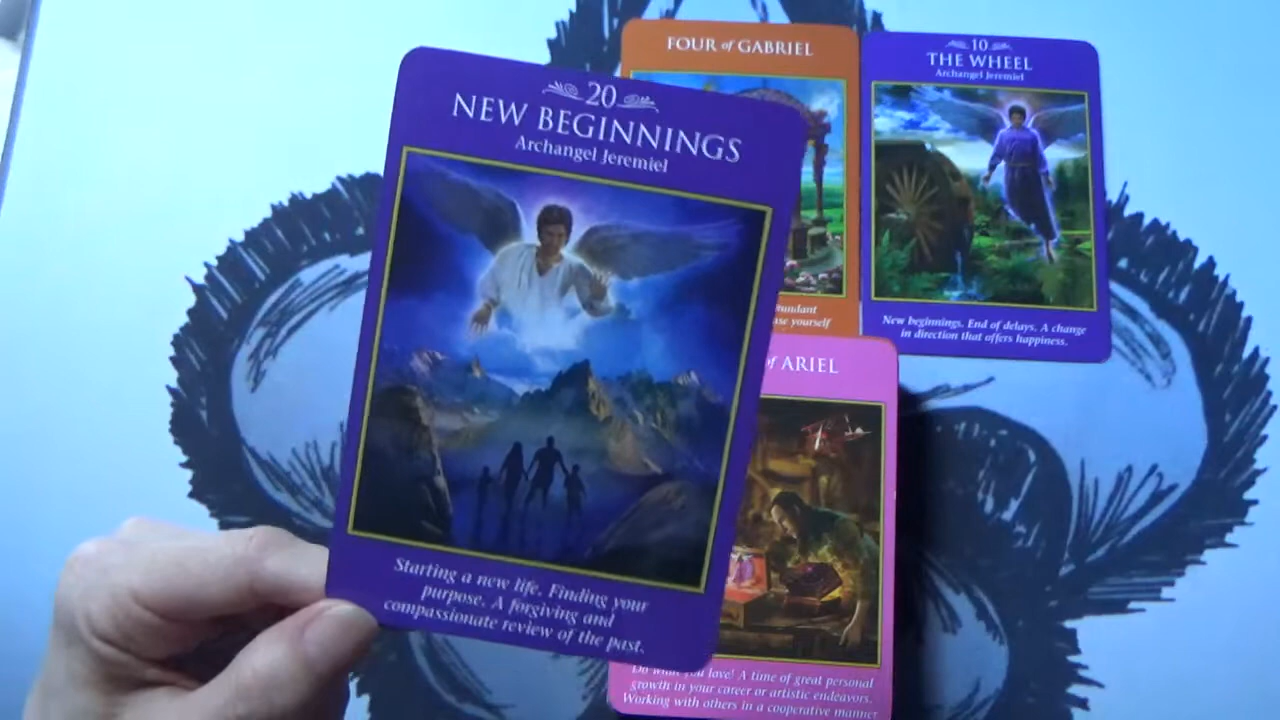 20
NEW BEGINNINGS
Archangel Jeremiel
Starting a new life. Finding your
purpose. A forgiving and
compassionate review of the past.
FOUR of GABRIEL
yourself
10
THE WHEEL
Archangel Jeremiel
New beginnings. End of delays. A change
in direction that offers happiness.
of ARIEL
Do what you love! A time of great personal
growth in your career or artistic endeavors.
Working with others in a cooperative manner